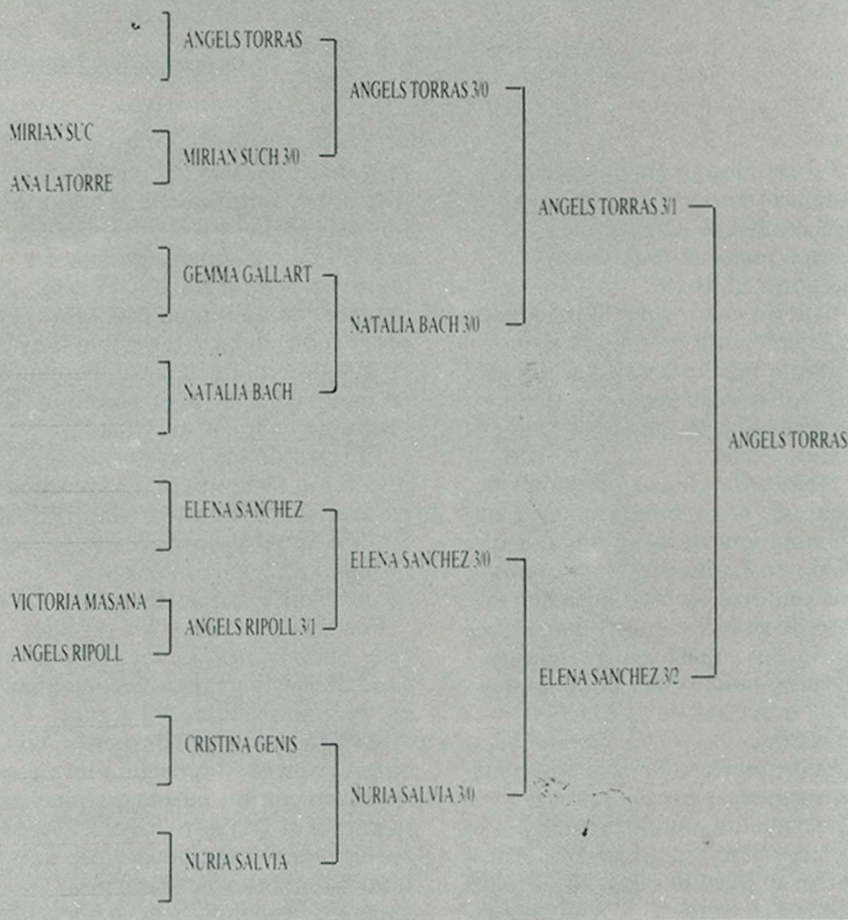 ANGELS TORRAS
ANGELS TORRAS 3/0
MIRIAN SUC
MIRIAN SUCH 3/0
ANA LATORRE
ANGELS TORRAS 3/1
GEMMA GALLART
NATALIA BACH 3/0
NATALIA BACH
ANGELS TORRAS
ELENA SANCHEZ
ELENA SANCHEZ 3/0
VICTORIA MASANA
ANGELS RIPOLL 3/1
ANGELS RIPOLL
ELENA SANCHEZ 3/2
CRISTINA GENIS
NURIA SALVIA 3/0
NURIA SALVIA